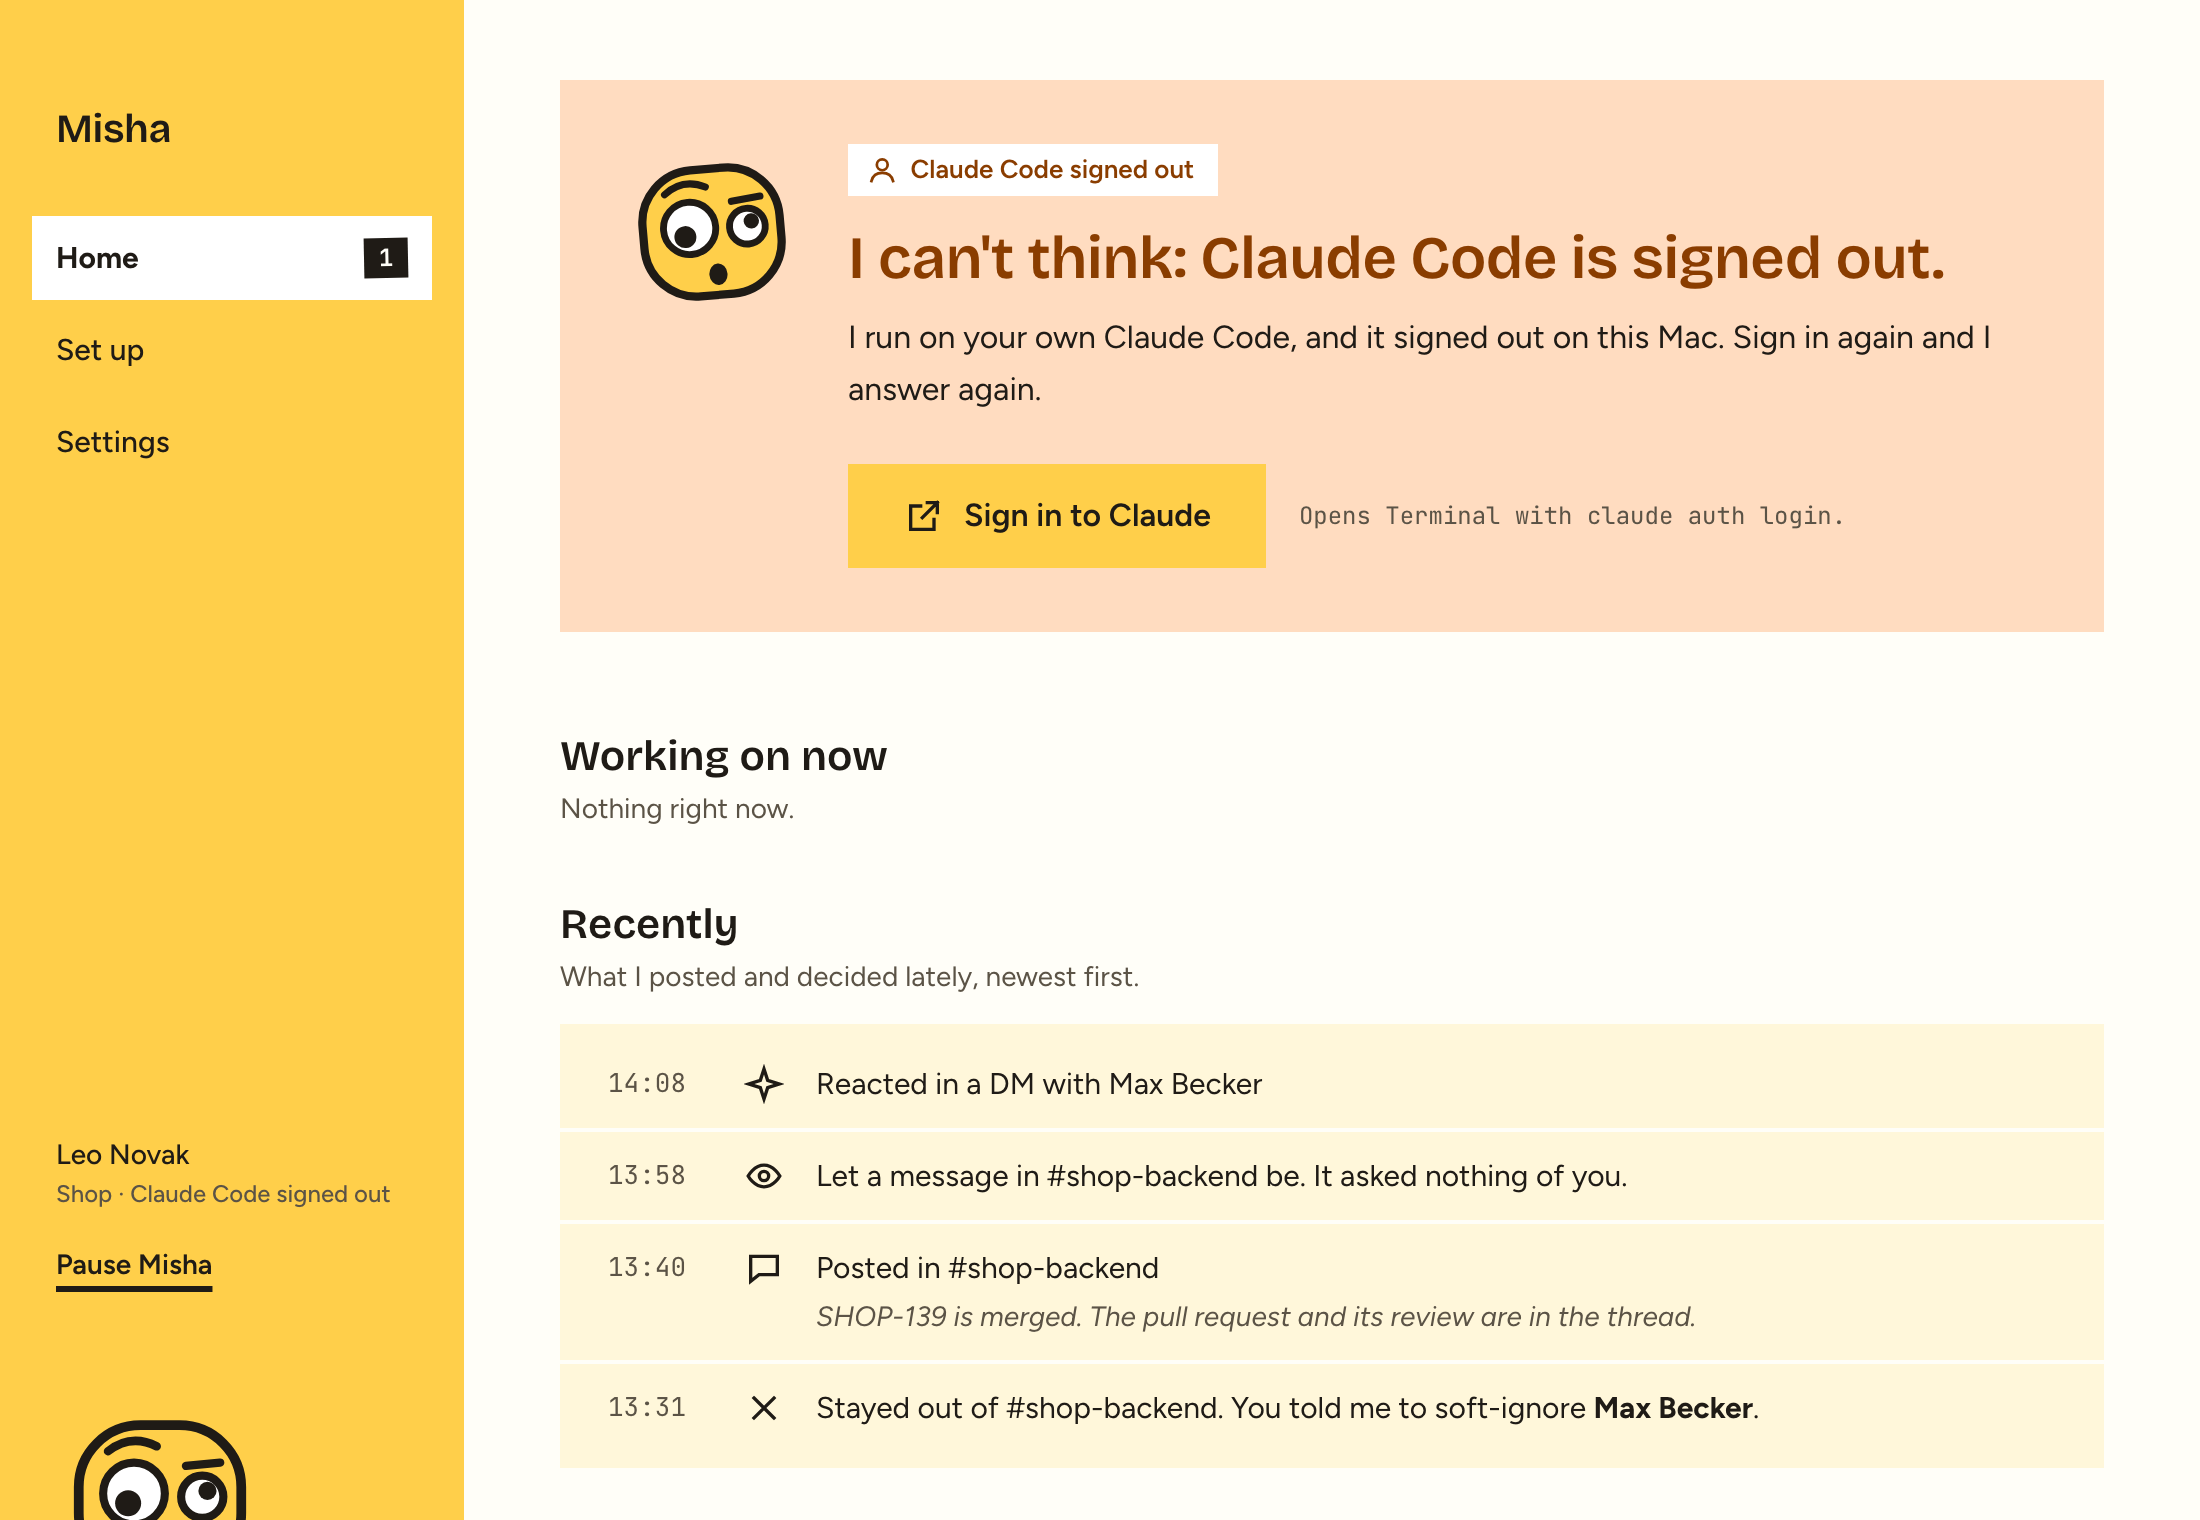 Misha
Home 1
Set up
Settings
Leo Novak
Shop · Claude Code signed out
Pause Misha
Claude Code signed out
I can't think: Claude Code is signed out.
I run on your own Claude Code, and it signed out on this Mac. Sign in again and I
answer again.
Sign in to Claude
Opens Terminal with claude auth login.
Working on now
Nothing right now.
Recently
What I posted and decided lately, newest first.
14:08 Reacted in a DM with Max Becker
13:58 Let a message in #shop-backend be. It asked nothing of you.
13:40 Posted in #shop-backend
SHOP-139 is merged. The pull request and its review are in the thread.
13:31 Stayed out of #shop-backend. You told me to soft-ignore Max Becker.